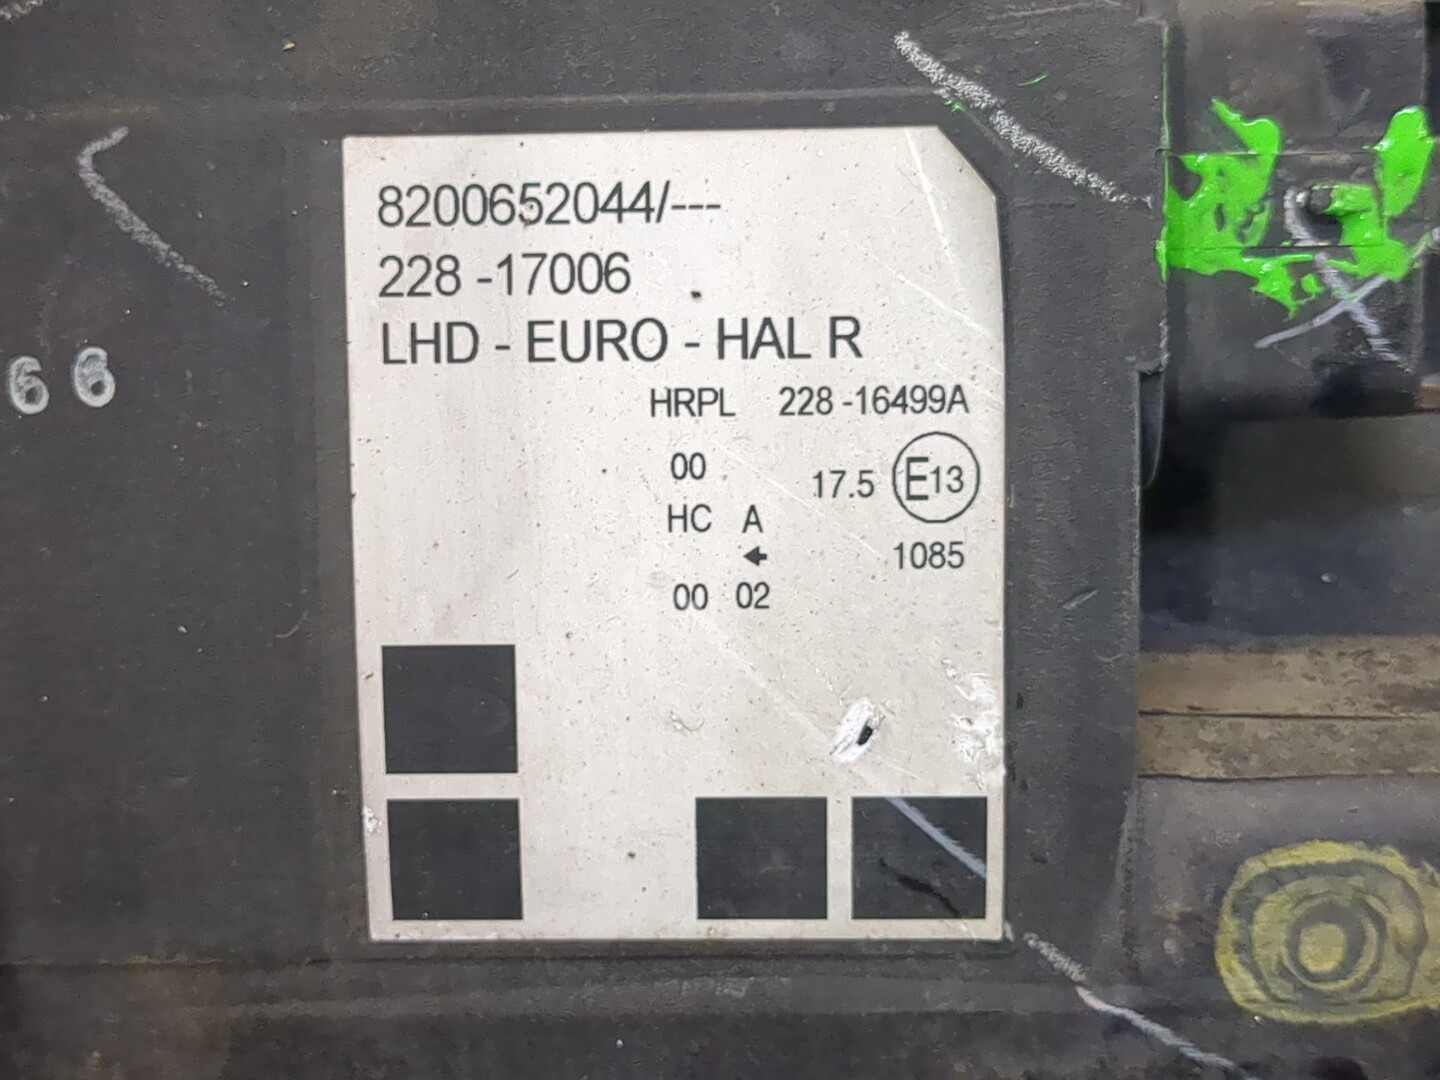 8200652044/---
228 -17006
LHD - EURO - HAL R
HRPL 228 -16499A
00
17.5 E13
HC A
1085
00 02
66